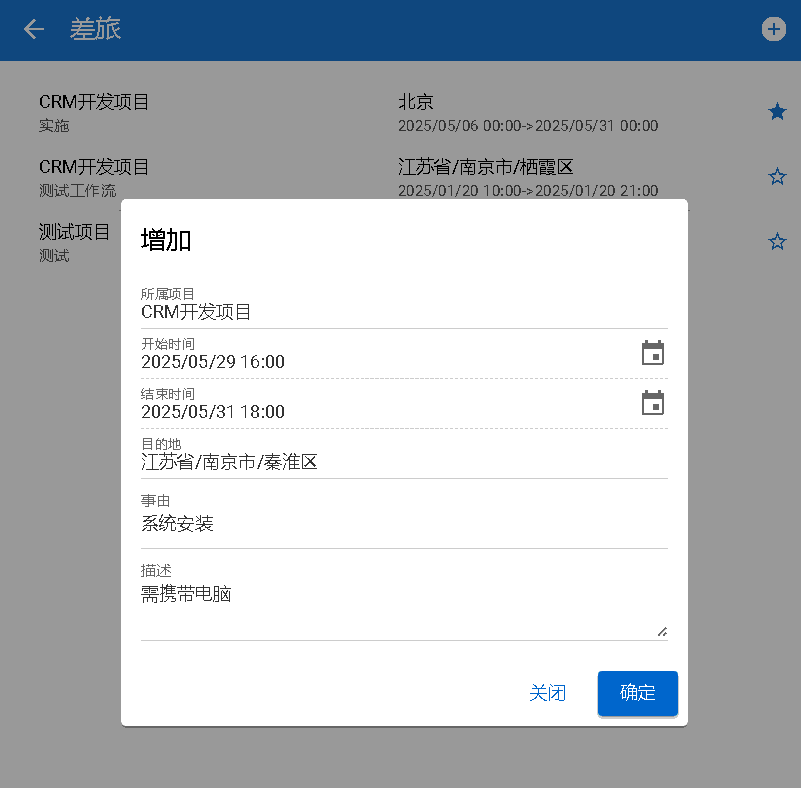 差旅
CRM开发项目 北京
实施 2025/05/06 00:00->2025/05/31 00:00
CRM开发项目 江苏省/南京市/栖霞区
测试工作流 2025/01/20 10:00->2025/01/20 21:00
测试项目
测试
增加
所属项目
CRM开发项目
开始时间
2025/05/29 16:00
结束时间
2025/05/31 18:00
目的地
江苏省/南京市/秦淮区
事由
系统安装
描述
需携带电脑
关闭 确定